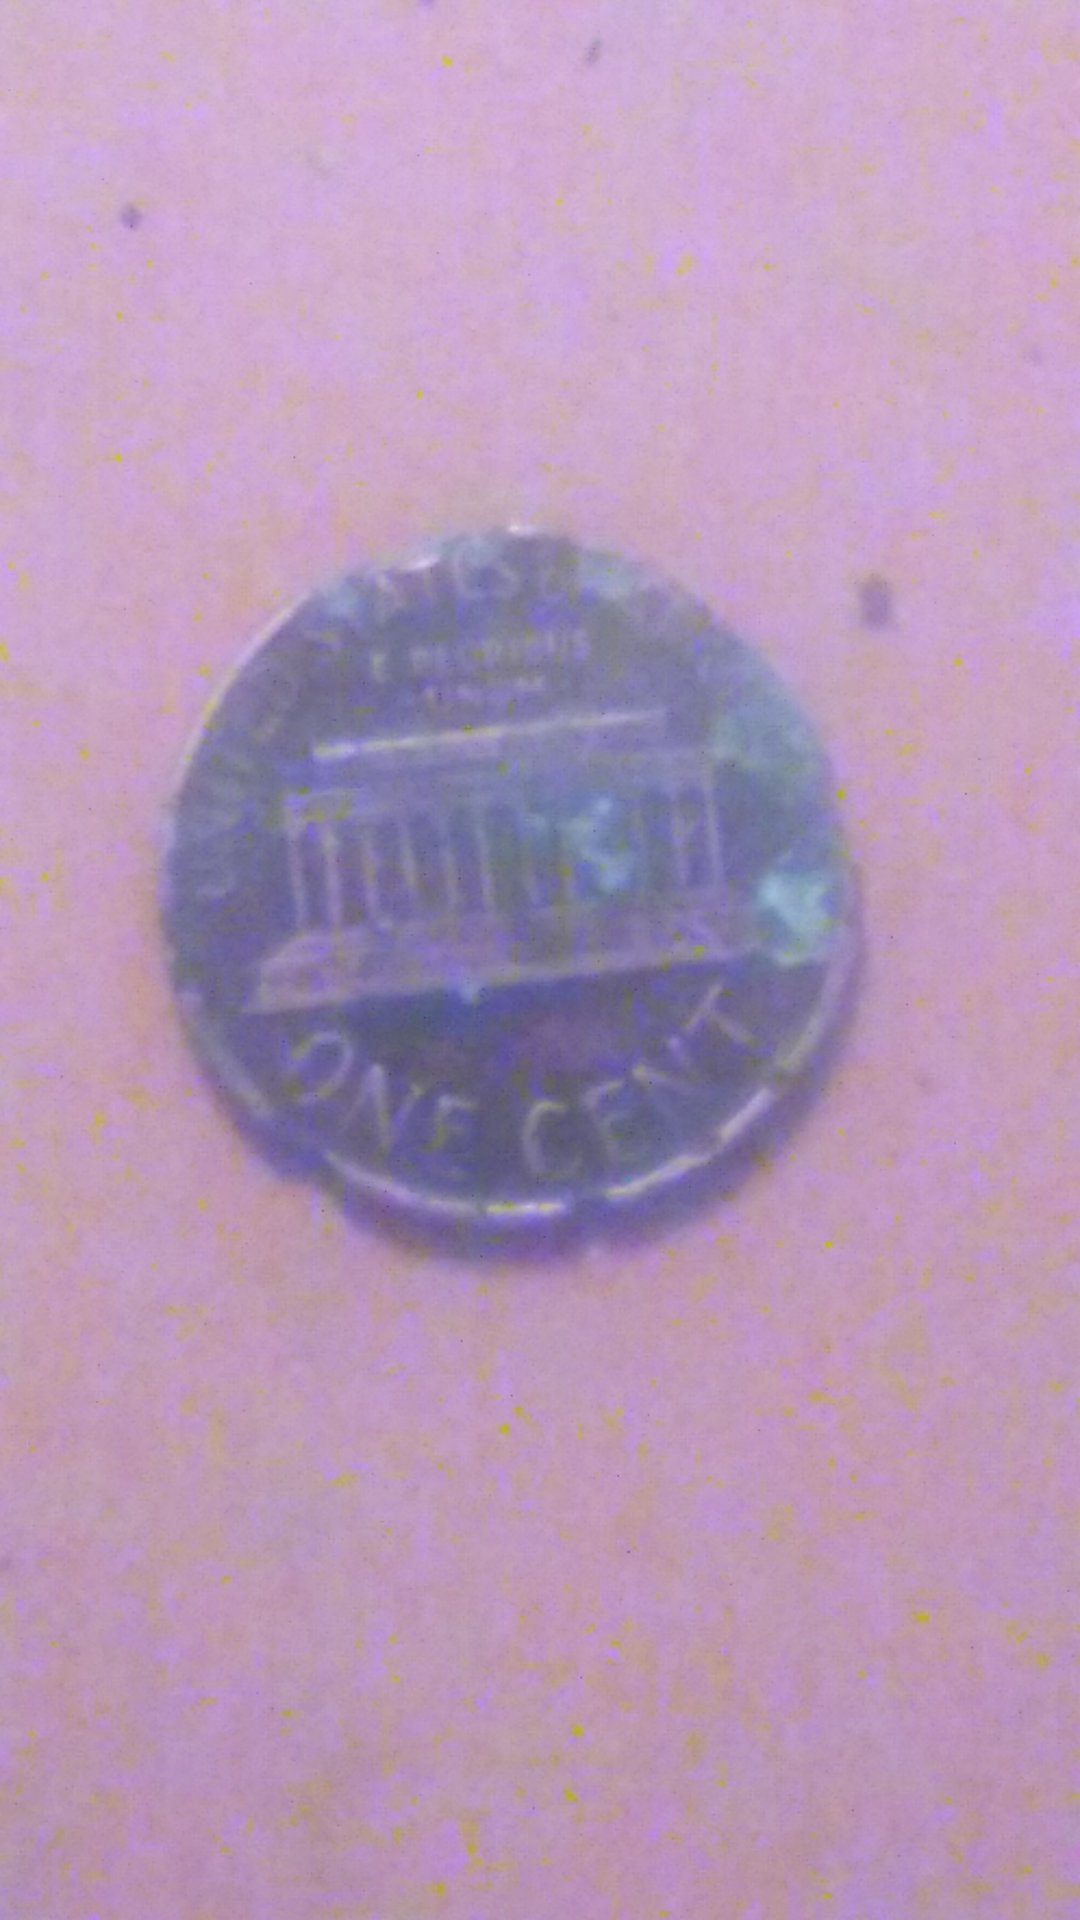 UNITED STATES
E PLURIBUS
UNUM
ONE CENT